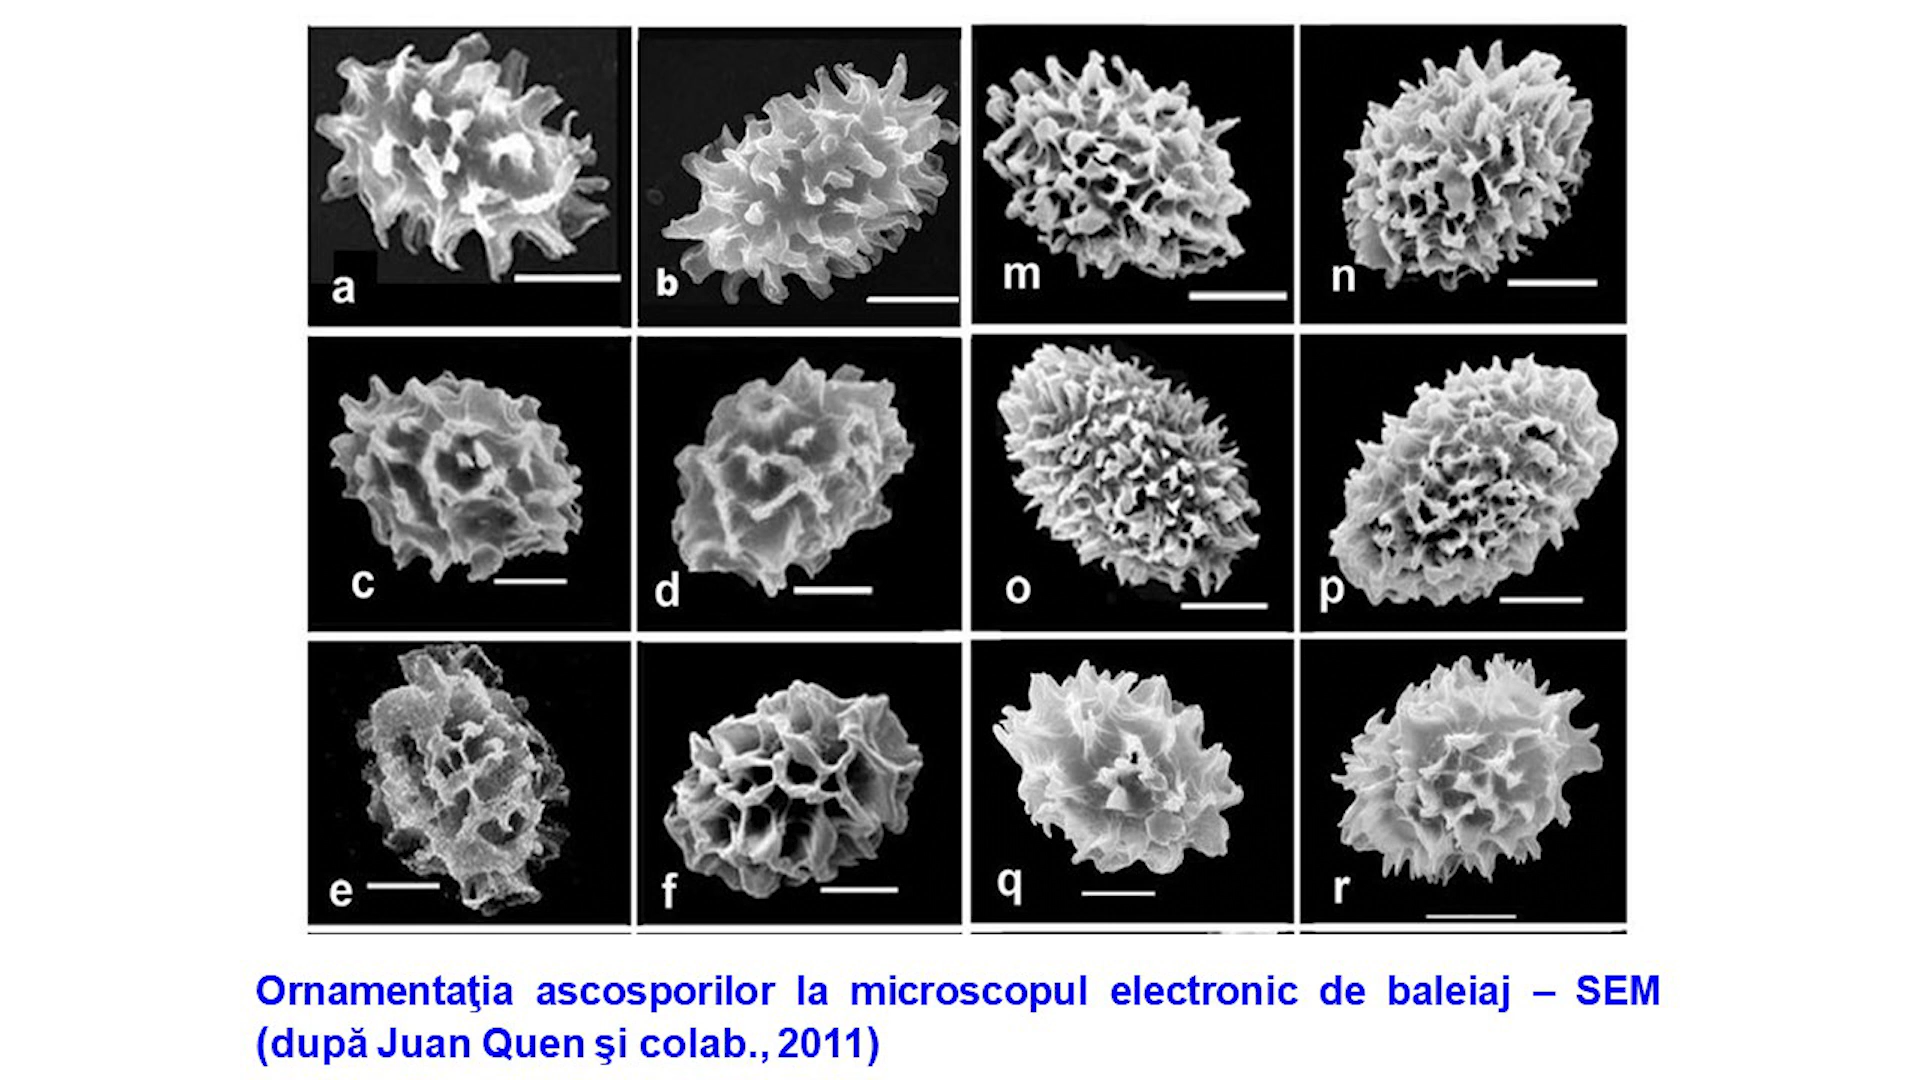 a b m n
c d o p
e f q r
Ornamentaţia ascosporilor la microscopul electronic de baleiaj – SEM
(după Juan Quen şi colab., 2011)